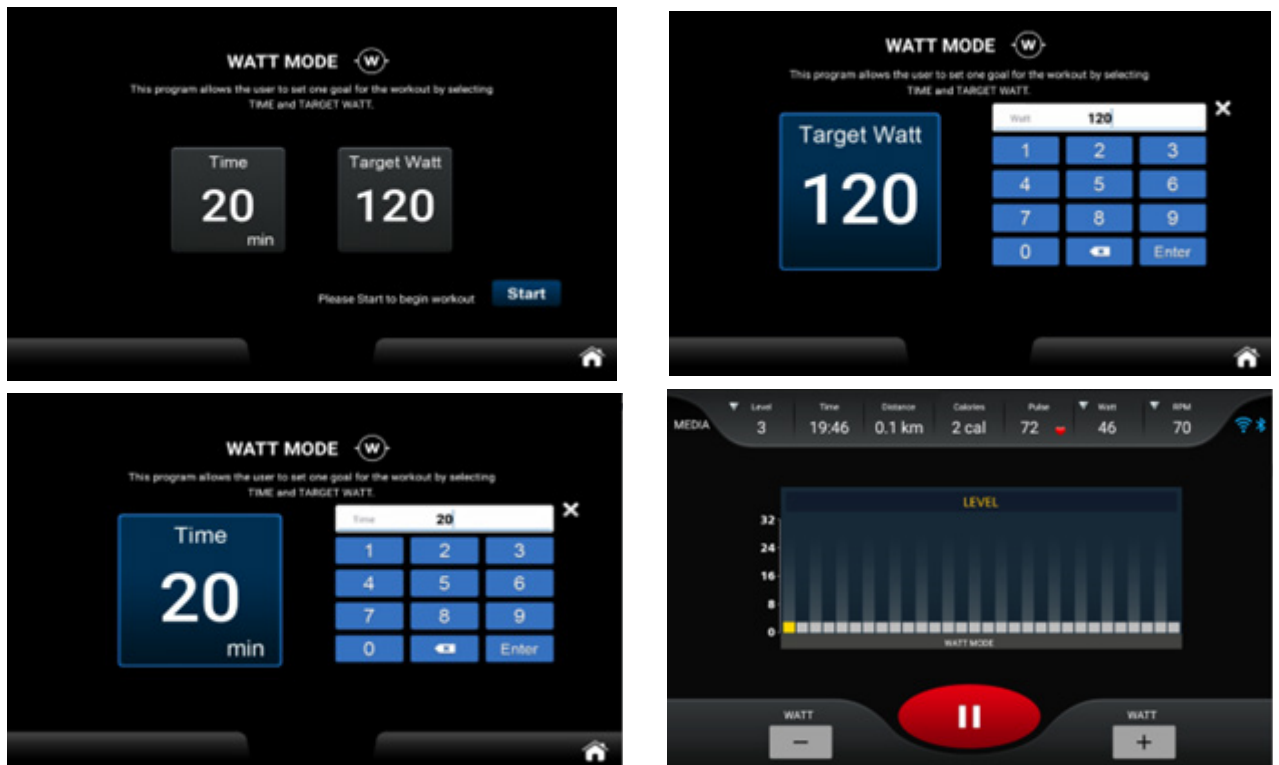 WATT MODE W
This program allows the user to set one goal for the workout by selecting
TIME and TARGET WATT.
Time
20
min
Target Watt
120
Please Start to begin workout
Start
WATT MODE W
This program allows the user to set one goal for the workout by selecting
TIME and TARGET WATT.
Target Watt
120
Watt 120
1 2 3
4 5 6
7 8 9
0 Enter
WATT MODE W
This program allows the user to set one goal for the workout by selecting
TIME and TARGET WATT.
Time
20
min
Time 20
1 2 3
4 5 6
7 8 9
0 Enter
MEDIA
Level Time Distance Calories Pulse Watt RPM
3 19:46 0.1 km 2 cal 72 46 70
LEVEL
32
24
16
8
0
WATT MODE
WATT
−
WATT
+